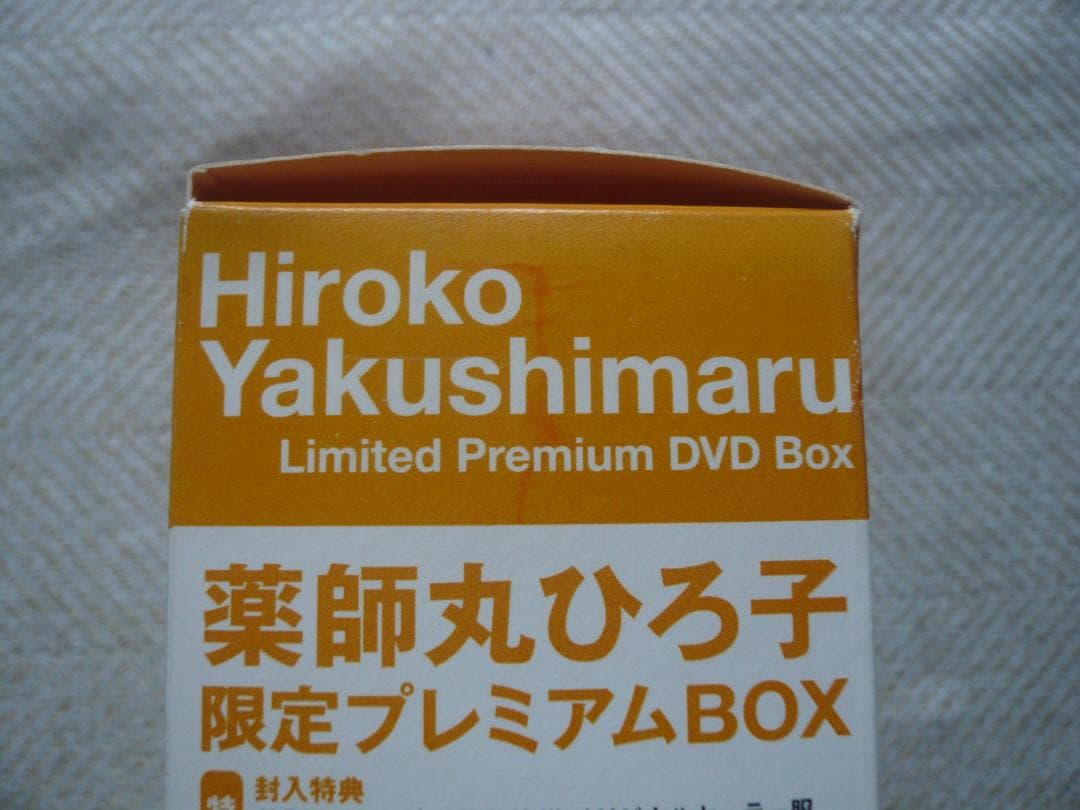 Hiroko
Yakushimaru
Limited Premium DVD Box
薬師丸ひろ子
限定プレミアムBOX
特
封入特典